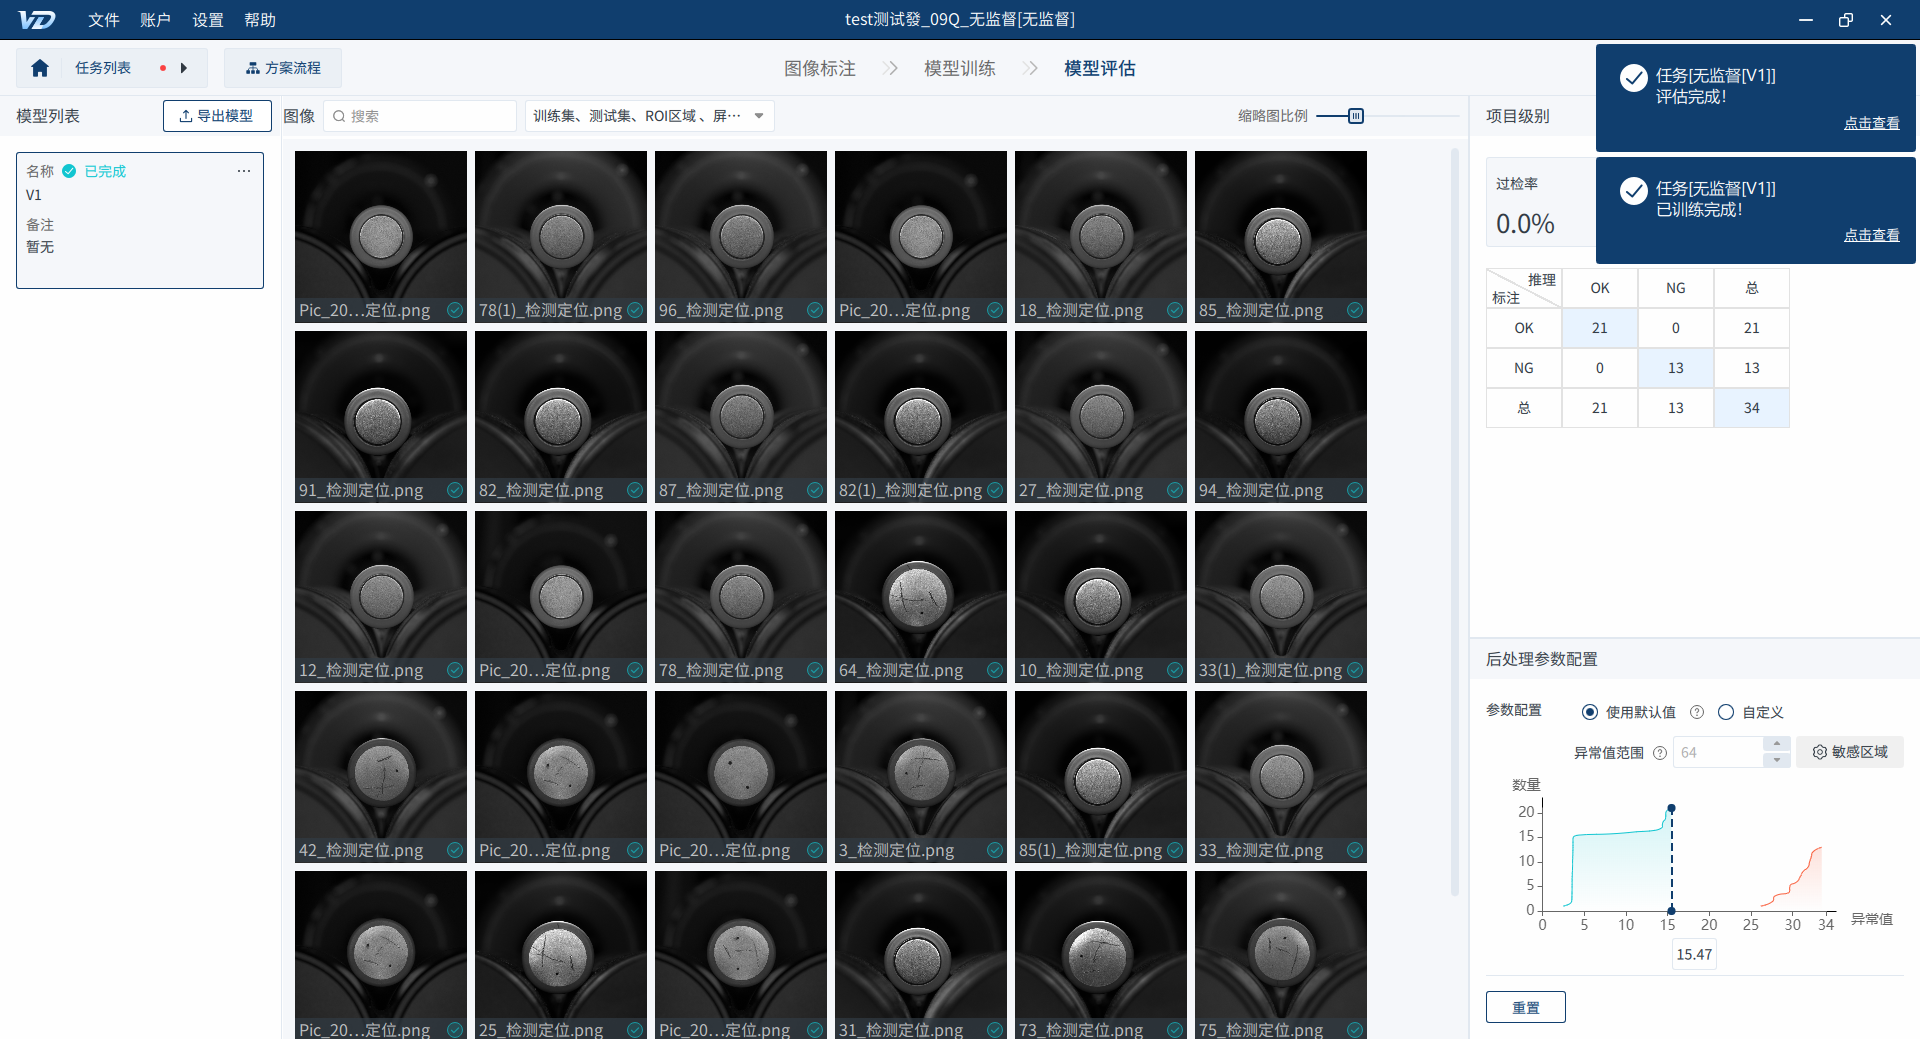 VD 文件 账户 设置 帮助 test测试發_09Q_无监督[无监督]
任务列表 方案流程 图像标注 模型训练 模型评估
任务[无监督[V1]]
评估完成!
点击查看
任务[无监督[V1]]
已训练完成!
点击查看
模型列表 导出模型
名称 已完成 ···
V1
备注
暂无
图像 搜索 训练集、测试集、ROI区域、屏··· 缩略图比例
Pic_20...定位.png 78(1)_检测定位.png 96_检测定位.png Pic_20...定位.png 18_检测定位.png 85_检测定位.png
91_检测定位.png 82_检测定位.png 87_检测定位.png 82(1)_检测定位.png 27_检测定位.png 94_检测定位.png
12_检测定位.png Pic_20...定位.png 78_检测定位.png 64_检测定位.png 10_检测定位.png 33(1)_检测定位.png
42_检测定位.png Pic_20...定位.png Pic_20...定位.png 3_检测定位.png 85(1)_检测定位.png 33_检测定位.png
Pic_20...定位.png 25_检测定位.png Pic_20...定位.png 31_检测定位.png 73_检测定位.png 75_检测定位.png
项目级别
过检率
0.0%
推理
标注 OK NG 总
OK 21 0 21
NG 0 13 13
总 21 13 34
后处理参数配置
参数配置 使用默认值 ? 自定义
异常值范围 ? 64 敏感区域
数量
20
15
10
5
0
0 5 10 15 20 25 30 34 异常值
15.47
重置